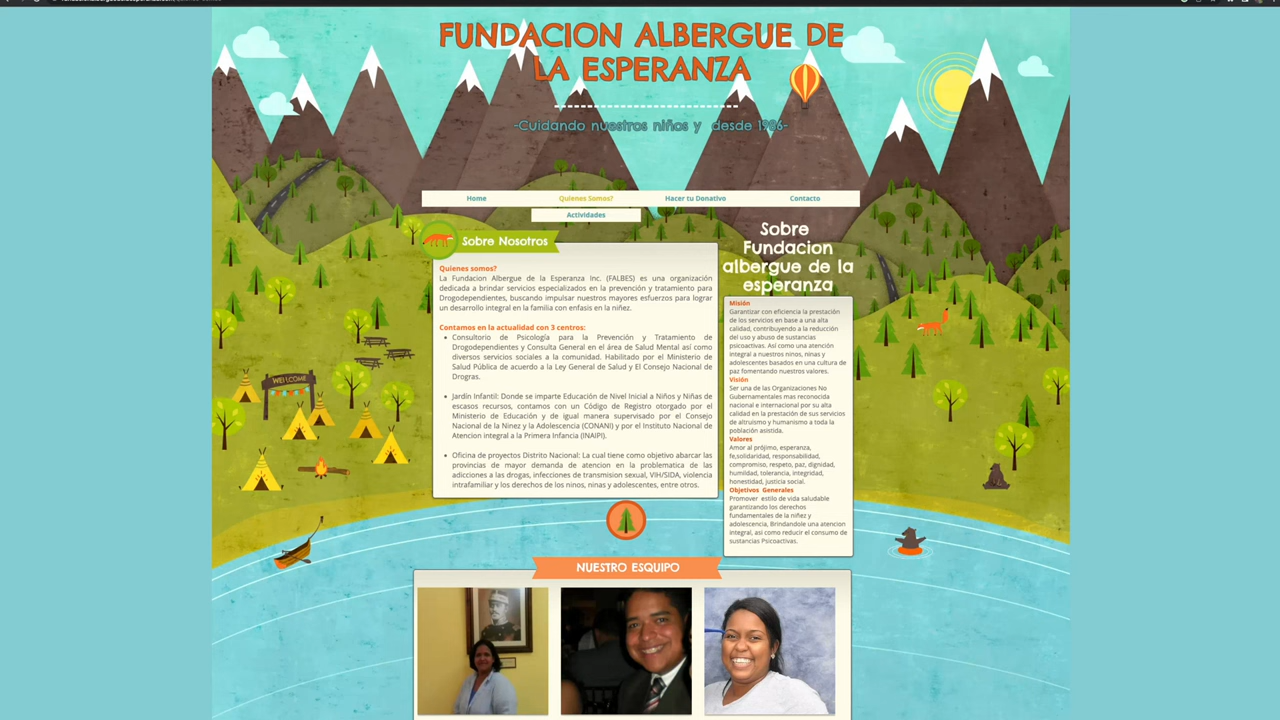 FUNDACION ALBERGUE DE
LA ESPERANZA
-Cuidando nuestros niños y desde 1986-
Home
Quienes Somos?
Hacer tu Donativo
Contacto
Actividades
Sobre Nosotros
Quienes somos?
La Fundacion Albergue de la Esperanza Inc. (FALBES) es una organización
dedicada a brindar servicios especializados en la prevención y tratamiento para
Drogodependientes, buscando impulsar nuestros mayores esfuerzos para lograr
un desarrollo integral en la familia con enfasis en la niñez.
Contamos en la actualidad con 3 centros:
Consultorio de Psicología para la Prevención y Tratamiento de
Drogodependientes y Consulta General en el área de Salud Mental así como
diversos servicios sociales a la comunidad. Habilitado por el Ministerio de
Salud Pública de acuerdo a la Ley General de Salud y El Consejo Nacional de
Drogras.
Jardín Infantil: Donde se imparte Educación de Nivel Inicial a Niños y Niñas de
escasos recursos, contamos con un Código de Registro otorgado por el
Ministerio de Educación y de igual manera supervisado por el Consejo
Nacional de la Ninez y la Adolescencia (CONANI) y por el Instituto Nacional de
Atencion integral a la Primera Infancia (INAIPI).
Oficina de proyectos Distrito Nacional: La cual tiene como objetivo abarcar las
provincias de mayor demanda de atencion en la problematica de las
adicciones a las drogas, infecciones de transmision sexual, VIH/SIDA, violencia
intrafamiliar y los derechos de los ninos, ninas y adolescentes, entre otros.
Sobre
Fundacion
albergue de la
esperanza
Misión
Garantizar con eficiencia la prestación
de los servicios en base a una alta
calidad, contribuyendo a la reducción
del uso y abuso de sustancias
psicoactivas. Así como una atención
integral a nuestros ninos, ninas y
adolescentes basados en una cultura de
paz fomentando nuestros valores.
Visión
Ser una de las Organizaciones No
Gubernamentales mas reconocida
nacional e internacional por su alta
calidad en la prestación de sus servicios
de altruismo y humanismo a toda la
población asistida.
Valores
Amor al prójimo, esperanza,
fe,solidaridad, responsabilidad,
compromiso, respeto, paz, dignidad,
humildad, tolerancia, integridad,
honestidad, justicia social.
Objetivos Generales
Promover estilo de vida saludable
garantizando los derechos
fundamentales de la niñez y
adolescencia, Brindandole una atencion
integral, asi como reducir el consumo de
sustancias Psicoactivas.
WELCOME
NUESTRO ESQUIPO